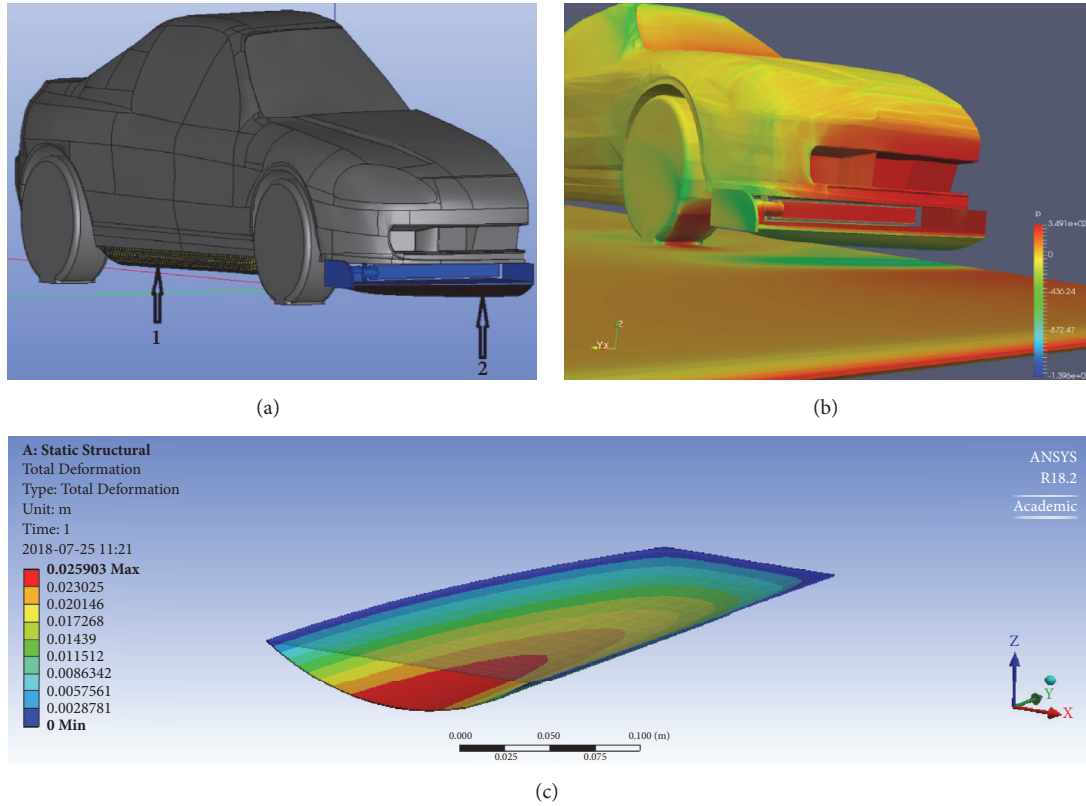 1
2
(a)
p
3.491e+02
0
-436.24
-872.47
-1.396e+0
Z
Y
X
(b)
A: Static Structural
Total Deformation
Type: Total Deformation
Unit: m
Time: 1
2018-07-25 11:21
0.025903 Max
0.023025
0.020146
0.017268
0.01439
0.011512
0.0086342
0.0057561
0.0028781
0 Min
ANSYS
R18.2
Academic
0.000
0.050
0.100 (m)
0.025
0.075
Z
Y
X
(c)